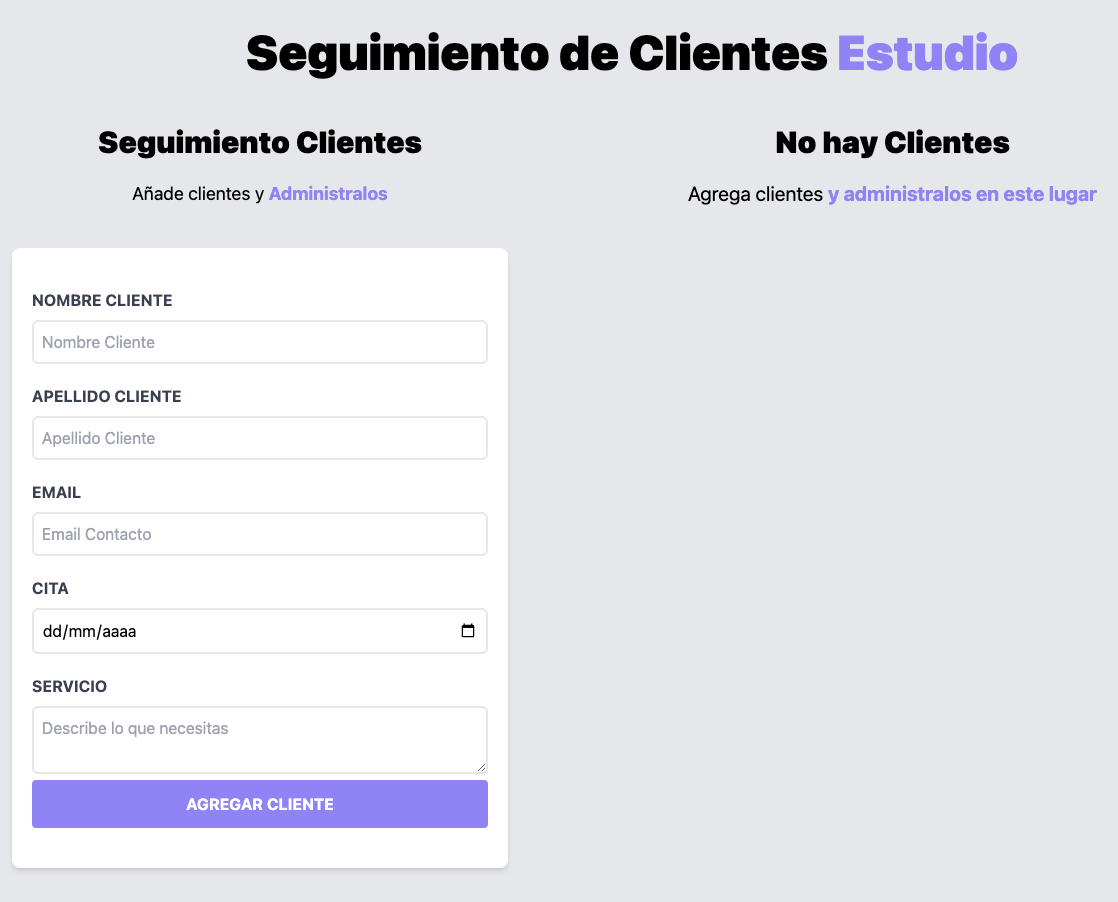 Seguimiento de Clientes Estudio
Seguimiento Clientes
Añade clientes y Administralos
NOMBRE CLIENTE
Nombre Cliente
APELLIDO CLIENTE
Apellido Cliente
EMAIL
Email Contacto
CITA
dd/mm/aaaa
SERVICIO
Describe lo que necesitas
AGREGAR CLIENTE
No hay Clientes
Agrega clientes y administralos en este lugar